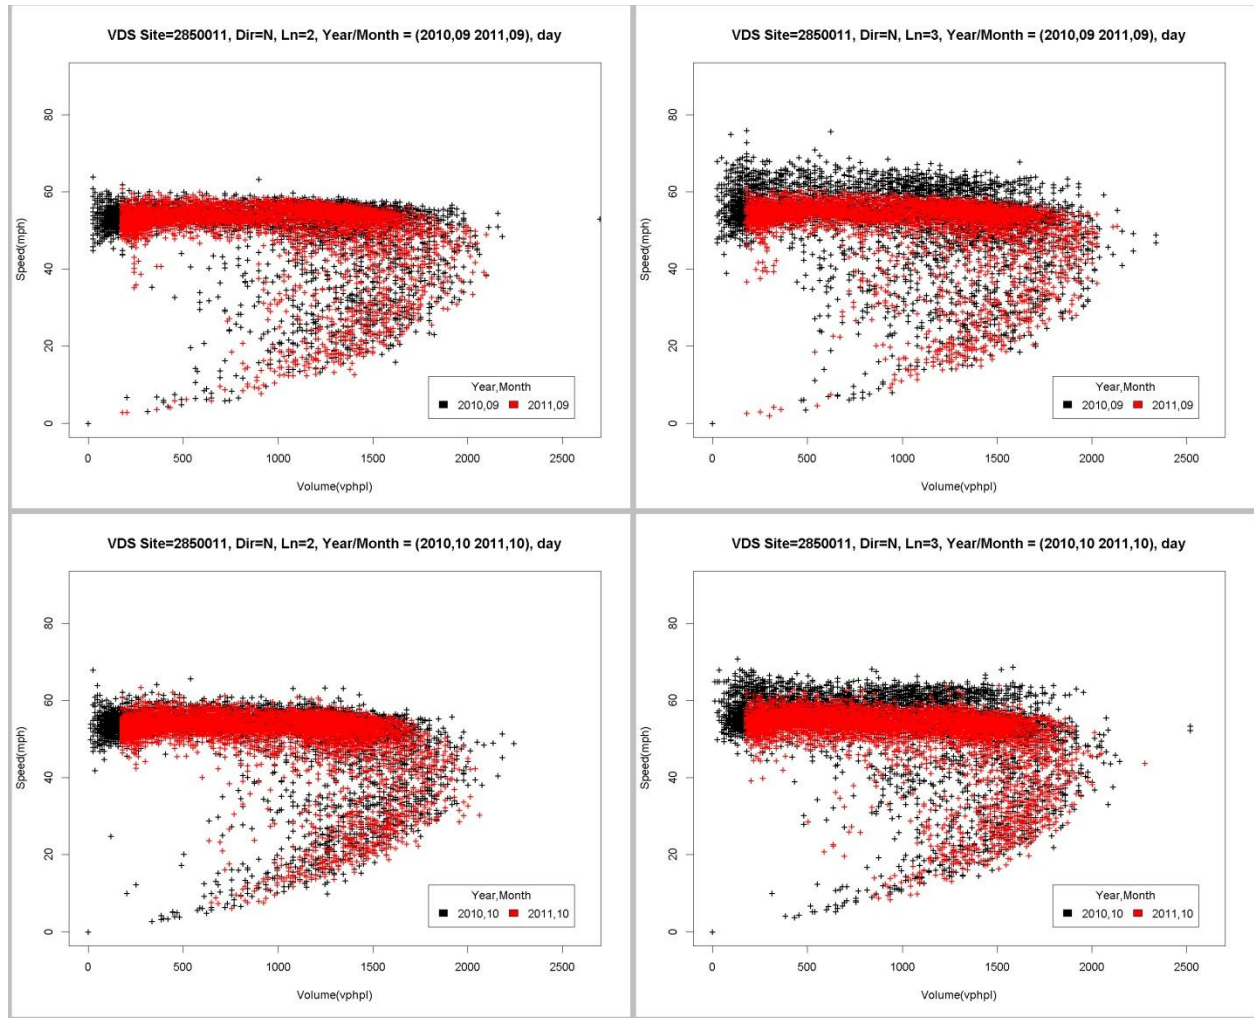 VDS Site=2850011, Dir=N, Ln=2, Year/Month = (2010,09 2011,09), day
Speed(mph)
80
60
40
20
0
0 500 1000 1500 2000 2500
Volume(vphpl)
Year,Month
2010,09 2011,09
VDS Site=2850011, Dir=N, Ln=3, Year/Month = (2010,09 2011,09), day
Speed(mph)
80
60
40
20
0
0 500 1000 1500 2000 2500
Volume(vphpl)
Year,Month
2010,09 2011,09
VDS Site=2850011, Dir=N, Ln=2, Year/Month = (2010,10 2011,10), day
Speed(mph)
80
60
40
20
0
0 500 1000 1500 2000 2500
Volume(vphpl)
Year,Month
2010,10 2011,10
VDS Site=2850011, Dir=N, Ln=3, Year/Month = (2010,10 2011,10), day
Speed(mph)
80
60
40
20
0
0 500 1000 1500 2000 2500
Volume(vphpl)
Year,Month
2010,10 2011,10